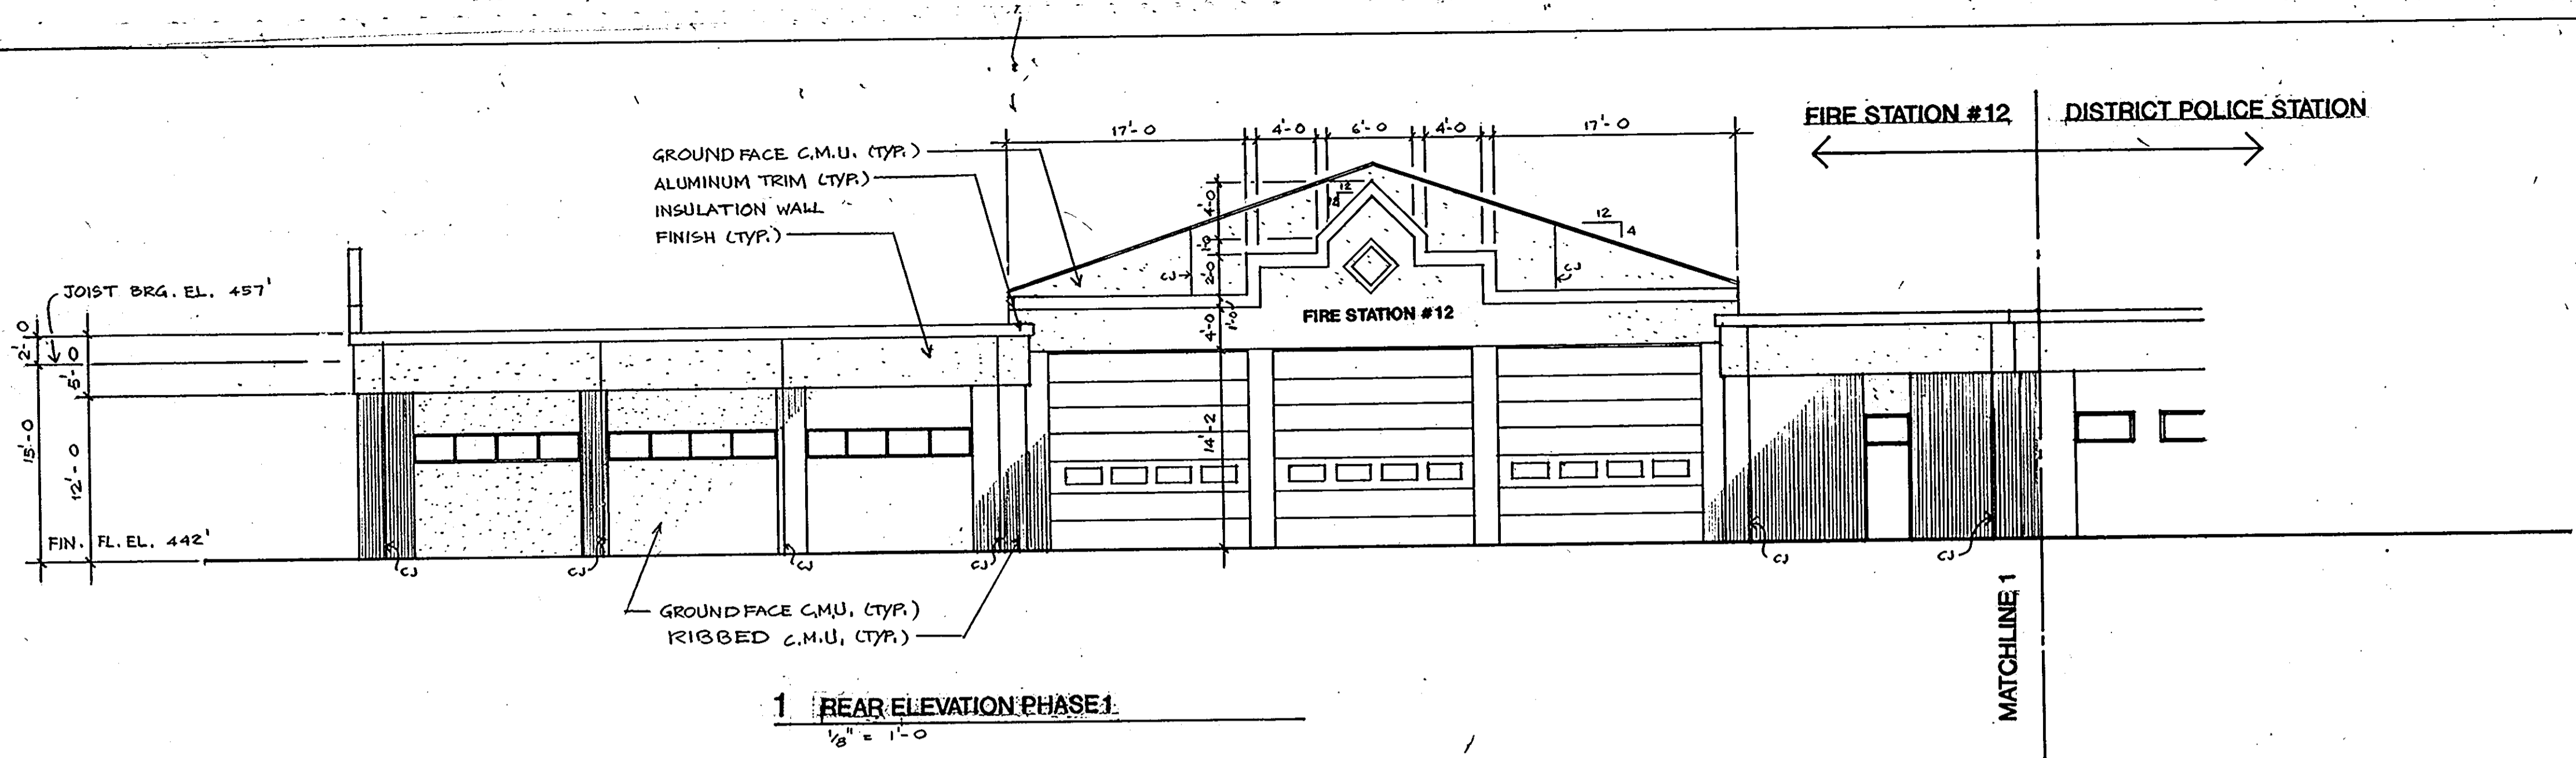 FIRE STATION #12
DISTRICT POLICE STATION
17'-0
4'-0
6'-0
4'-0
17'-0
GROUND FACE C.M.U. (TYP.)
ALUMINUM TRIM (TYP.)
INSULATION WALL
FINISH (TYP.)
12
4'-0
1'-0
2'-0
CJ
12
4
CJ
JOIST BRG. EL. 457'
FIRE STATION #12
4'-0
1'-0
2'-0
5'-0
14'-2
15'-0
12'-0
FIN. FL. EL. 442'
CJ
CJ
CJ
CJ
CJ
CJ
GROUND FACE C.M.U. (TYP.)
RIBBED C.M.U. (TYP.)
MATCHLINE 1
1 REAR ELEVATION PHASE 1
1/8" = 1'-0